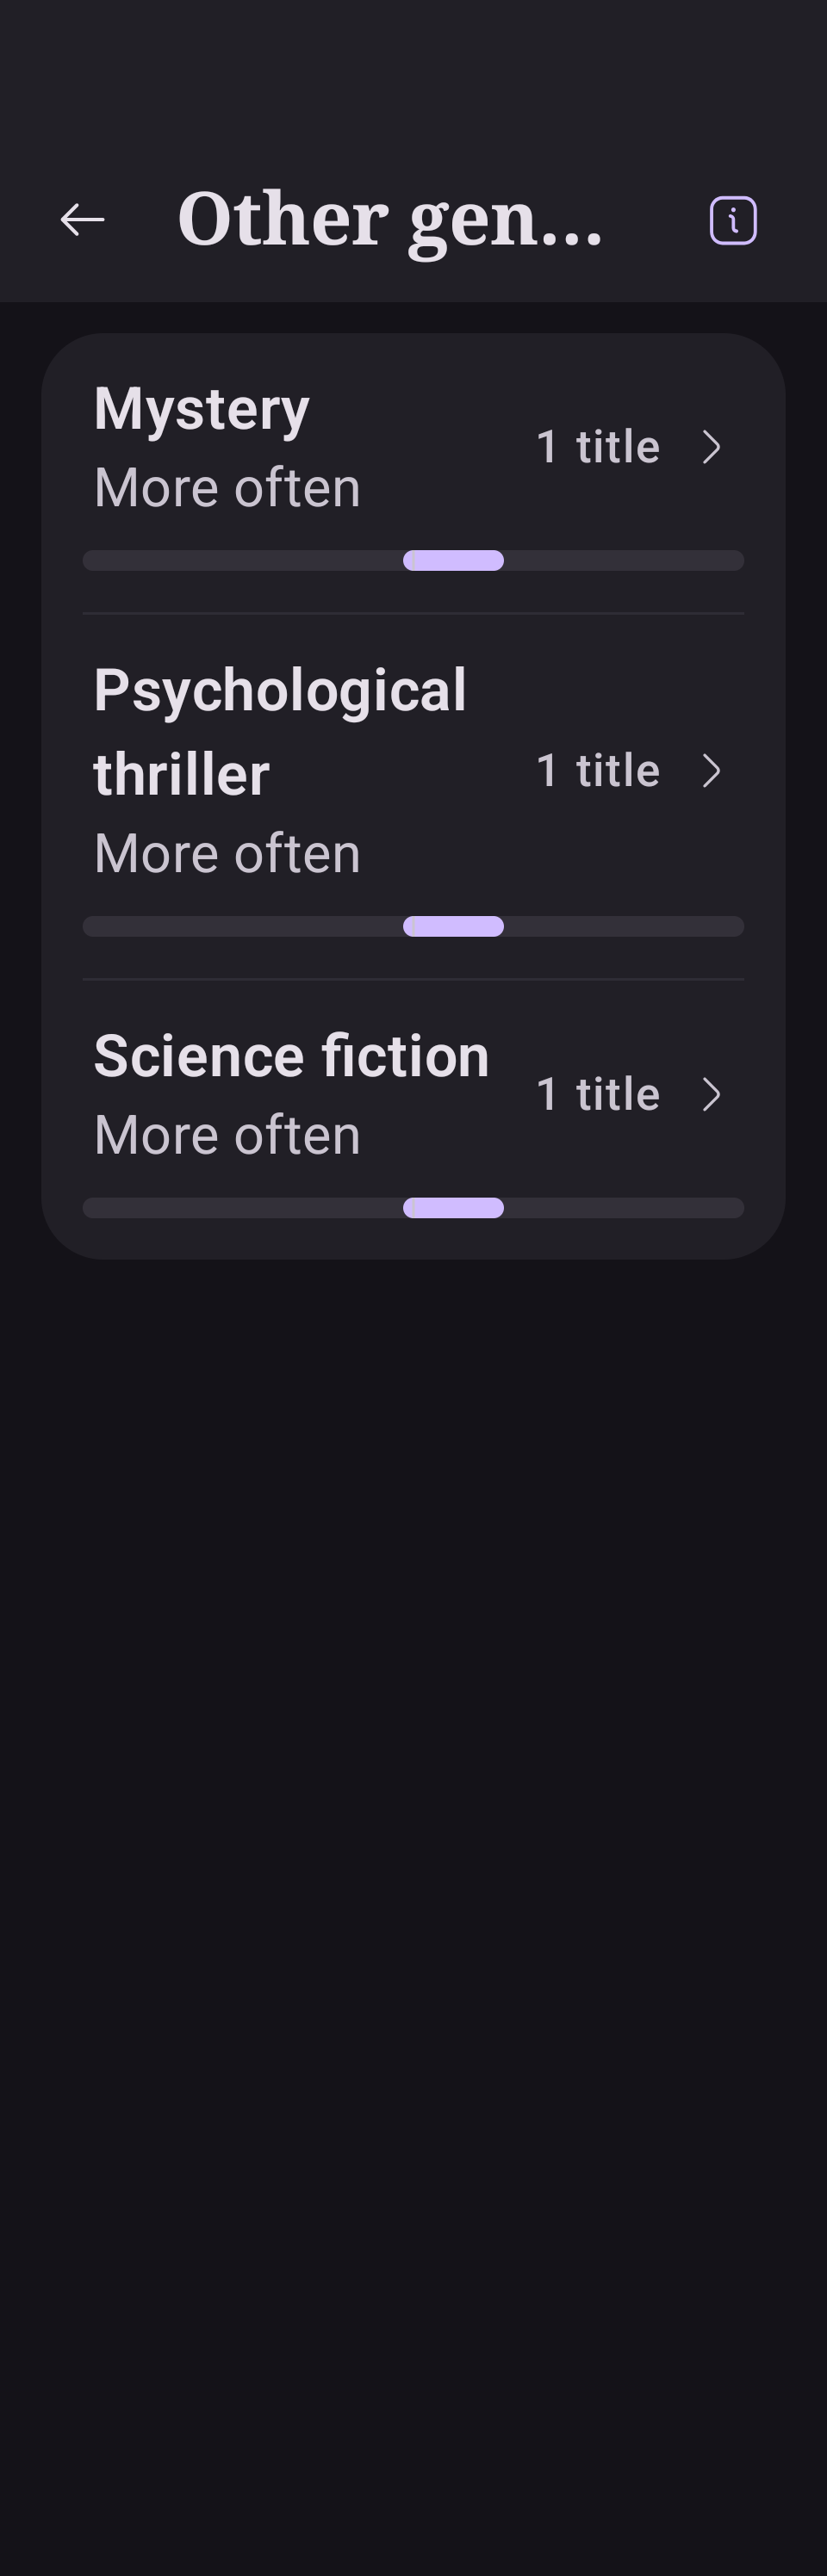 Other gen...
Mystery
More often
1 title
Psychological
thriller
More often
1 title
Science fiction
More often
1 title